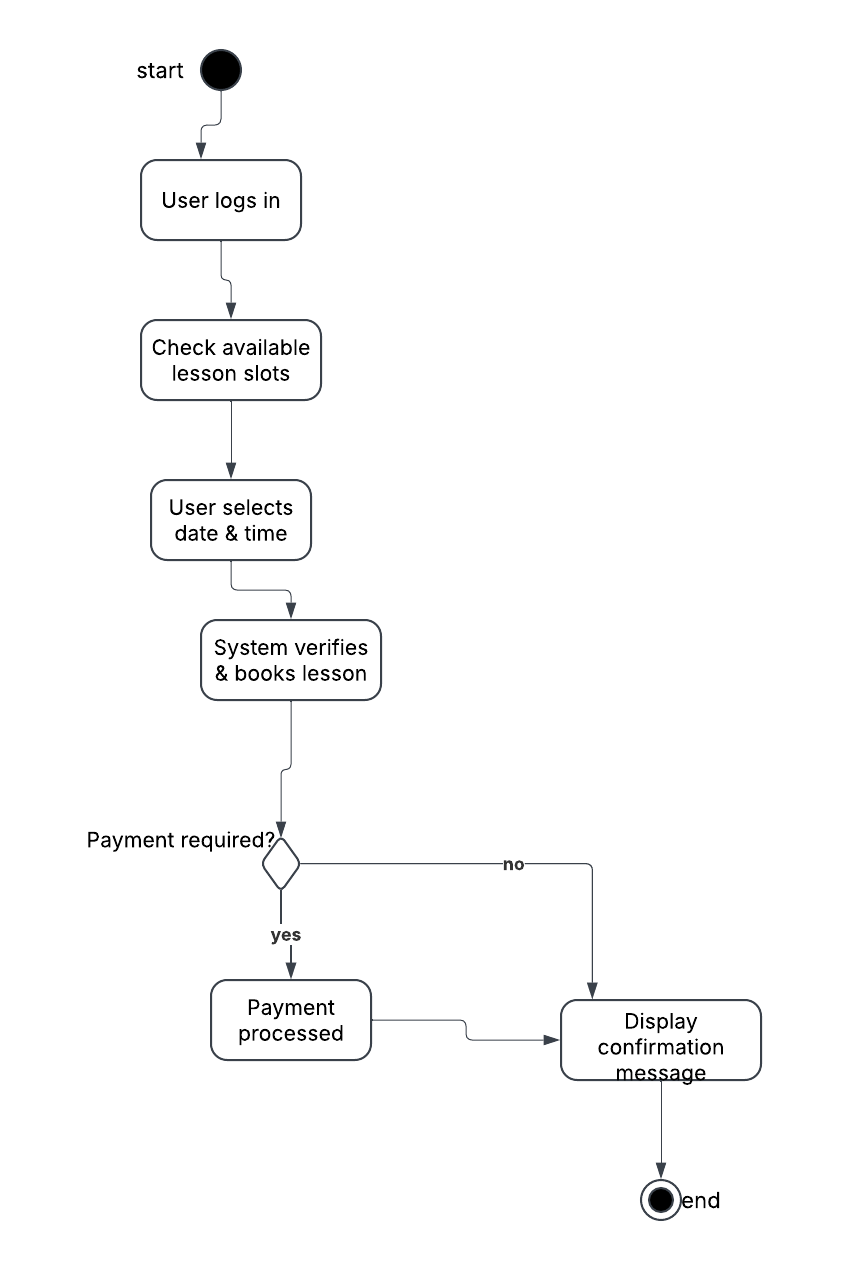 start
User logs in
Check available
lesson slots
User selects
date & time
System verifies
& books lesson
Payment required?
no
yes
Payment
processed
Display
confirmation
message
end